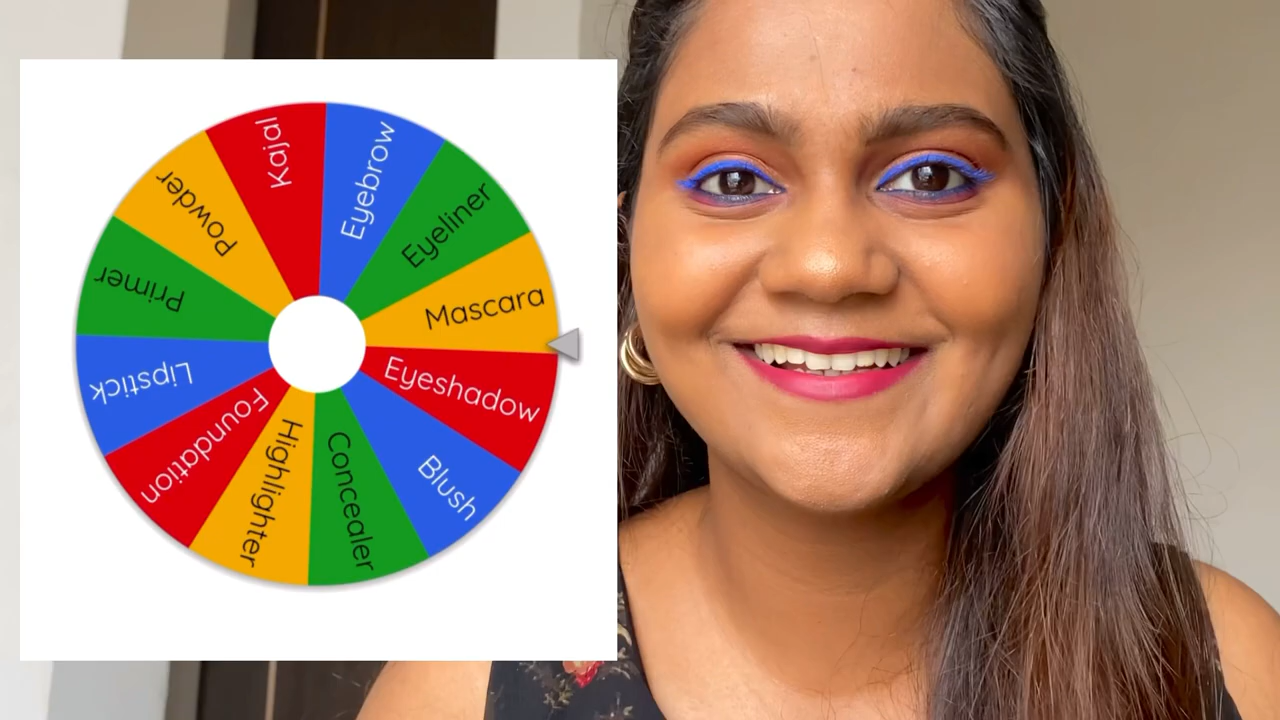 Kajal
Eyebrow
Eyeliner
Mascara
Eyeshadow
Blush
Concealer
Highlighter
Foundation
Lipstick
Primer
Powder